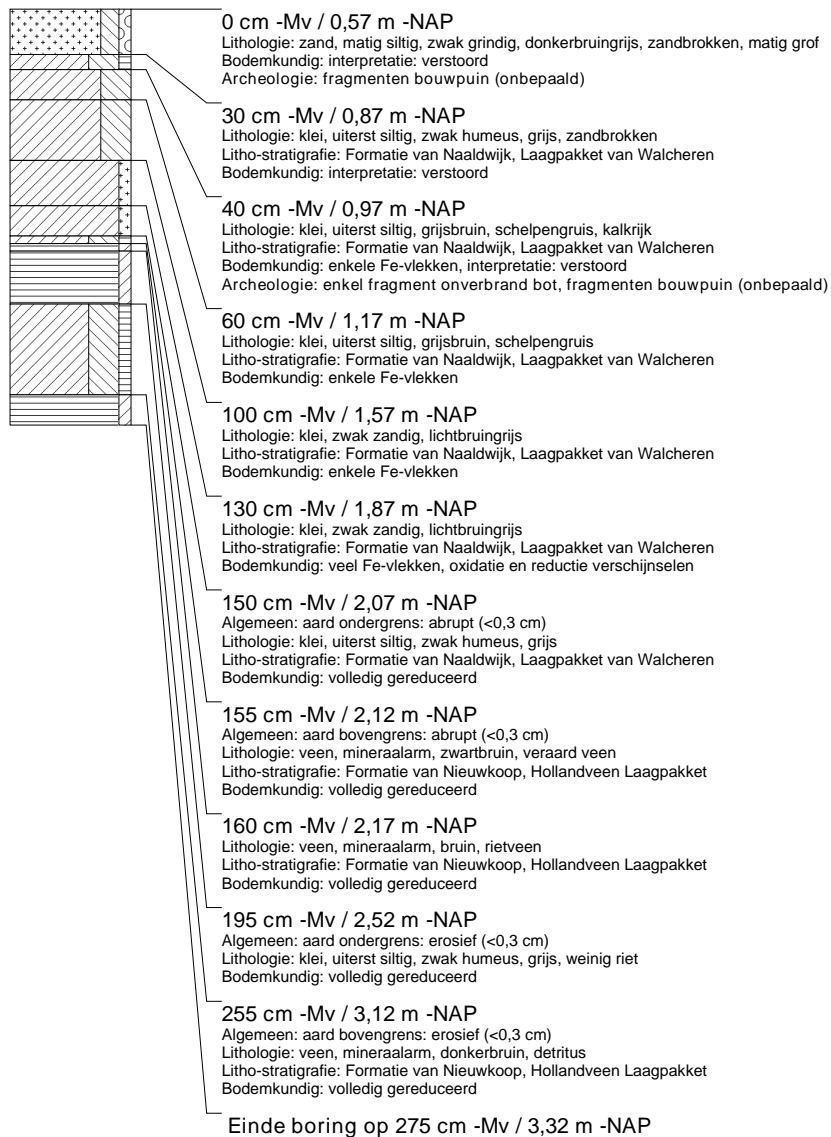 0 cm -Mv / 0,57 m -NAP
Lithologie: zand, matig siltig, zwak grindig, donkerbruingrijs, zandbrokken, matig grof
Bodemkundig: interpretatie: verstoord
Archeologie: fragmenten bouwpuin (onbepaald)
30 cm -Mv / 0,87 m -NAP
Lithologie: klei, uiterst siltig, zwak humeus, grijs, zandbrokken
Litho-stratigrafie: Formatie van Naaldwijk, Laagpakket van Walcheren
Bodemkundig: interpretatie: verstoord
40 cm -Mv / 0,97 m -NAP
Lithologie: klei, uiterst siltig, grijsbruin, schelpengruis, kalkrijk
Litho-stratigrafie: Formatie van Naaldwijk, Laagpakket van Walcheren
Bodemkundig: enkele Fe-vlekken, interpretatie: verstoord
Archeologie: enkel fragment onverbrand bot, fragmenten bouwpuin (onbepaald)
60 cm -Mv / 1,17 m -NAP
Lithologie: klei, uiterst siltig, grijsbruin, schelpengruis
Litho-stratigrafie: Formatie van Naaldwijk, Laagpakket van Walcheren
Bodemkundig: enkele Fe-vlekken
100 cm -Mv / 1,57 m -NAP
Lithologie: klei, zwak zandig, lichtbruingrijs
Litho-stratigrafie: Formatie van Naaldwijk, Laagpakket van Walcheren
Bodemkundig: enkele Fe-vlekken
130 cm -Mv / 1,87 m -NAP
Lithologie: klei, zwak zandig, lichtbruingrijs
Litho-stratigrafie: Formatie van Naaldwijk, Laagpakket van Walcheren
Bodemkundig: veel Fe-vlekken, oxidatie en reductie verschijnselen
150 cm -Mv / 2,07 m -NAP
Algemeen: aard ondergrens: abrupt (<0,3 cm)
Lithologie: klei, uiterst siltig, zwak humeus, grijs
Litho-stratigrafie: Formatie van Naaldwijk, Laagpakket van Walcheren
Bodemkundig: volledig gereduceerd
155 cm -Mv / 2,12 m -NAP
Algemeen: aard bovengrens: abrupt (<0,3 cm)
Lithologie: veen, mineraalarm, zwartbruin, veraard veen
Litho-stratigrafie: Formatie van Nieuwkoop, Hollandveen Laagpakket
Bodemkundig: volledig gereduceerd
160 cm -Mv / 2,17 m -NAP
Lithologie: veen, mineraalarm, bruin, rietveen
Litho-stratigrafie: Formatie van Nieuwkoop, Hollandveen Laagpakket
Bodemkundig: volledig gereduceerd
195 cm -Mv / 2,52 m -NAP
Algemeen: aard ondergrens: erosief (<0,3 cm)
Lithologie: klei, uiterst siltig, zwak humeus, grijs, weinig riet
Bodemkundig: volledig gereduceerd
255 cm -Mv / 3,12 m -NAP
Algemeen: aard bovengrens: erosief (<0,3 cm)
Lithologie: veen, mineraalarm, donkerbruin, detritus
Litho-stratigrafie: Formatie van Nieuwkoop, Hollandveen Laagpakket
Bodemkundig: volledig gereduceerd
Einde boring op 275 cm -Mv / 3,32 m -NAP